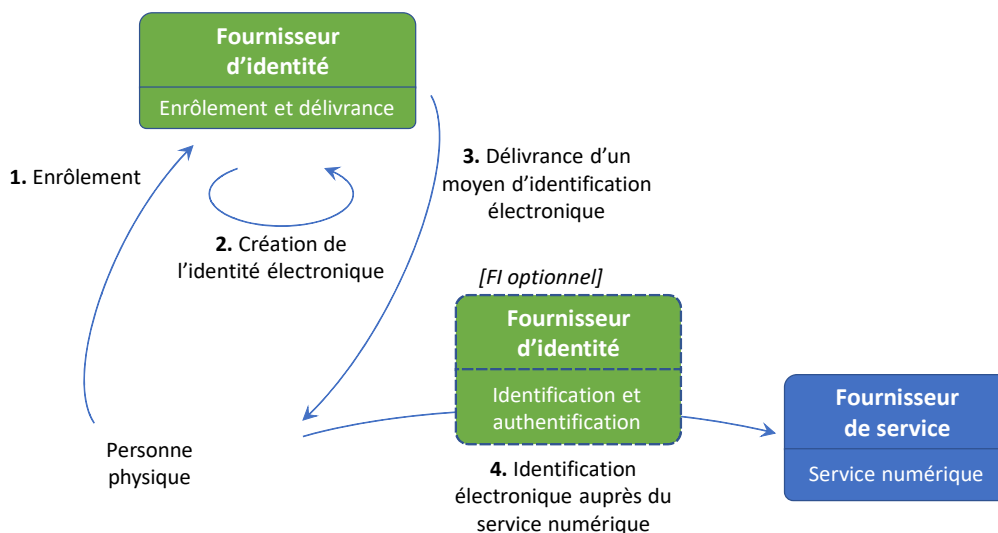 Fournisseur
d’identité
Enrôlement et délivrance
1. Enrôlement
3. Délivrance d’un
moyen d’identification
électronique
2. Création de
l’identité électronique
[FI optionnel]
Fournisseur
d’identité
Identification et
authentification
Fournisseur
de service
Service numérique
Personne
physique
4. Identification
électronique auprès du
service numérique